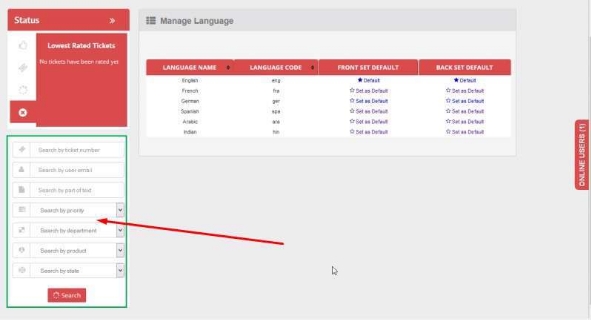 Status »
Lowest Rated Tickets
No tickets have been rated yet
Manage Language
LANGUAGE NAME LANGUAGE CODE FRONT SET DEFAULT BACK SET DEFAULT
English eng Default Default
French fra Set as Default Set as Default
German ger Set as Default Set as Default
Spanish spa Set as Default Set as Default
Arabic ara Set as Default Set as Default
Indian hin Set as Default Set as Default
Search by ticket number
Search by user email
Search by part of text
Search by priority
Search by department
Search by product
Search by state
Search
ONLINE USERS (1)